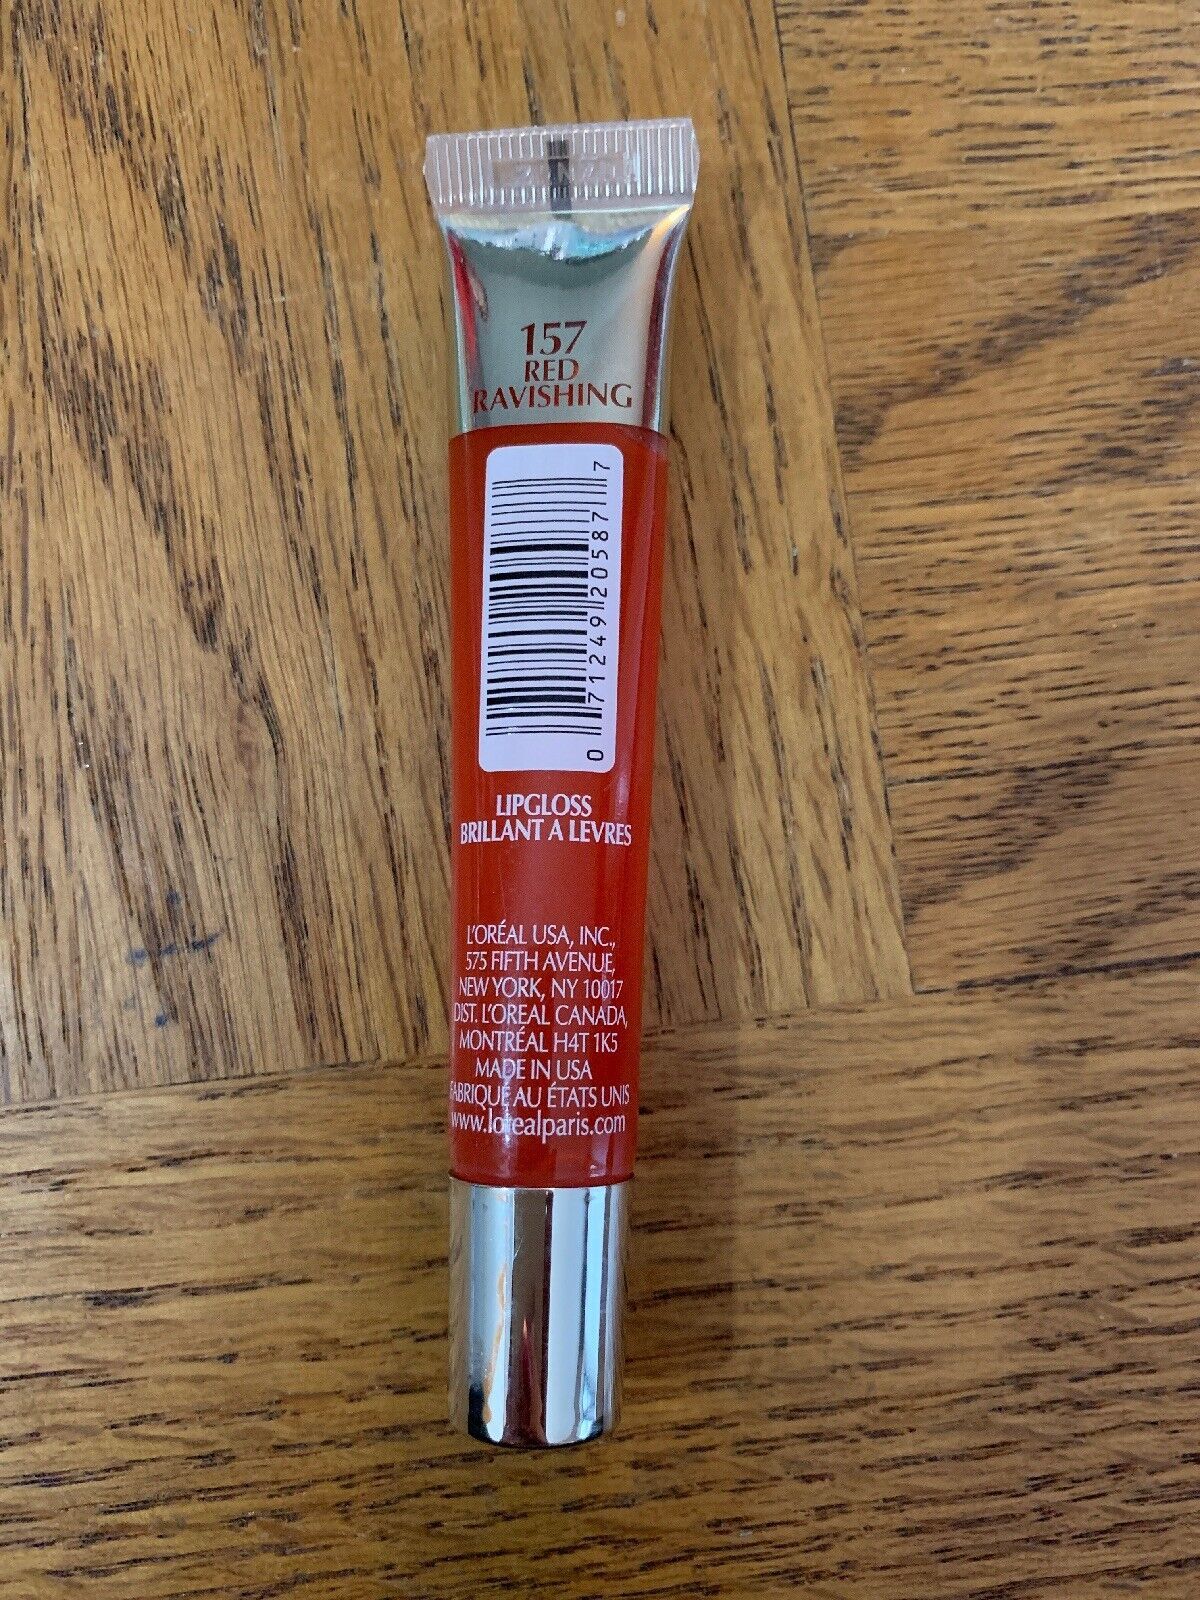 157
RED
RAVISHING
0 71249 20587 7
LIPGLOSS
BRILLANT À LEVRES
L'ORÉAL USA, INC.,
575 FIFTH AVENUE,
NEW YORK, NY 10017
DIST. L'OREAL CANADA,
MONTRÉAL H4T 1K5
MADE IN USA
FABRIQUÉ AU ÉTATS UNIS
www.lorealparis.com